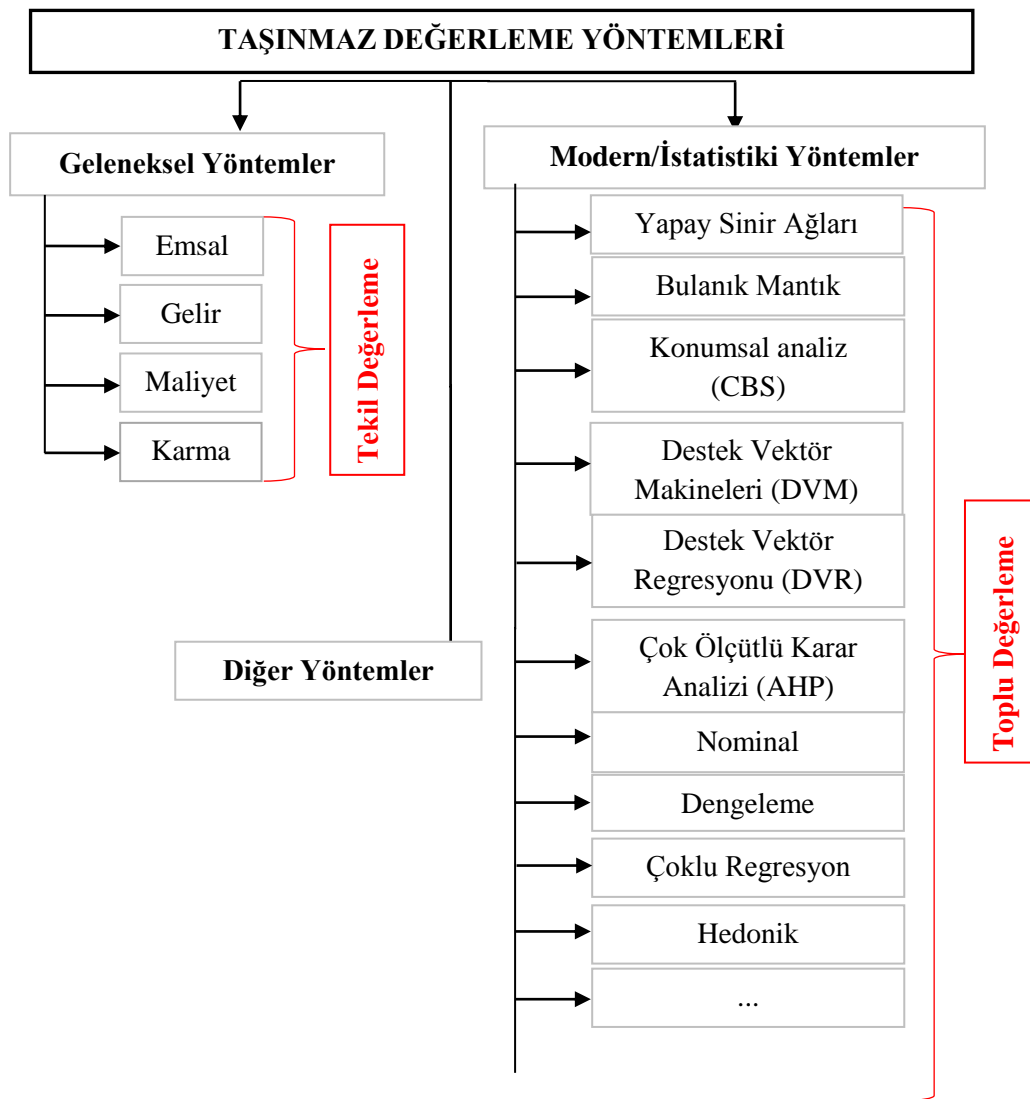 TAŞINMAZ DEĞERLEME YÖNTEMLERİ
Geleneksel Yöntemler
Emsal
Gelir
Maliyet
Karma
Tekil Değerleme
Diğer Yöntemler
Modern/İstatistiki Yöntemler
Yapay Sinir Ağları
Bulanık Mantık
Konumsal analiz
(CBS)
Destek Vektör
Makineleri (DVM)
Destek Vektör
Regresyonu (DVR)
Çok Ölçütlü Karar
Analizi (AHP)
Nominal
Dengeleme
Çoklu Regresyon
Hedonik
...
Toplu Değerleme